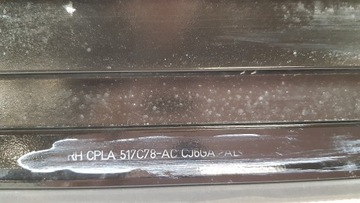 RH CPLA 517C78-AC CJ6GA >AL